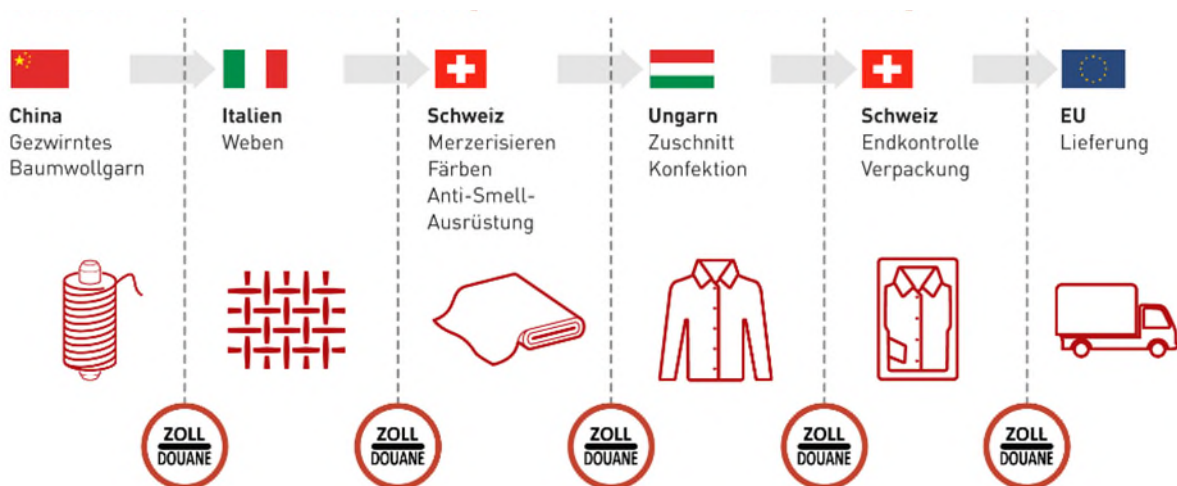 China
Gezwirntes
Baumwollgarn
Italien
Weben
Schweiz
Merzerisieren
Färben
Anti-Smell-
Ausrüstung
Ungarn
Zuschnitt
Konfektion
Schweiz
Endkontrolle
Verpackung
EU
Lieferung
ZOLL
DOUANE
ZOLL
DOUANE
ZOLL
DOUANE
ZOLL
DOUANE
ZOLL
DOUANE